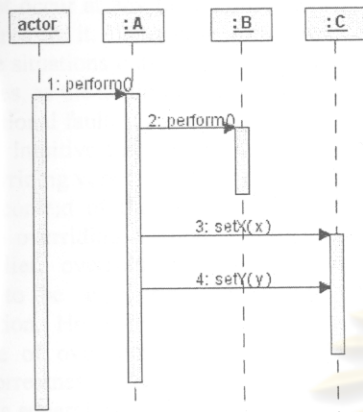 actor :A :B :C
1: perform()
2: perform()
3: setX(x)
4: setY(y)